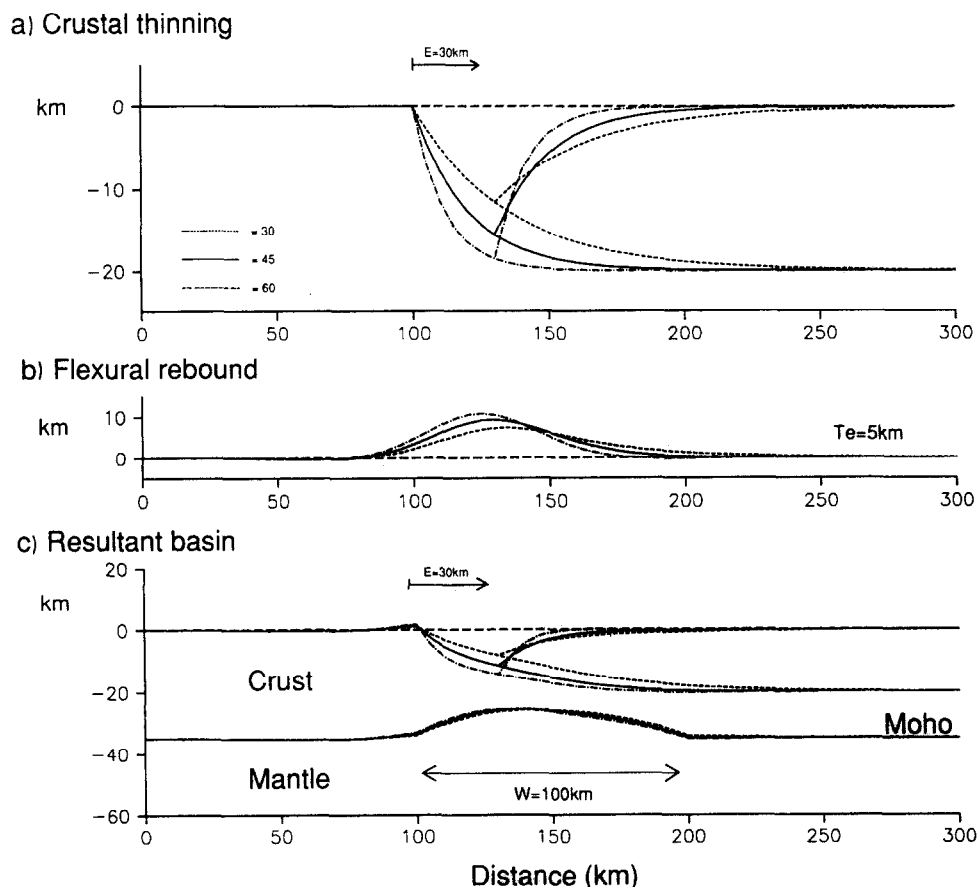 a) Crustal thinning
E=30km
km
0
−10
−20
= 30
= 45
= 60
0 50 100 150 200 250 300
b) Flexural rebound
km
10
0
Te=5km
0 50 100 150 200 250 300
c) Resultant basin
E=30km
km
20
0
−20
−40
−60
Crust
Moho
Mantle
W=100km
0 50 100 150 200 250 300
Distance (km)